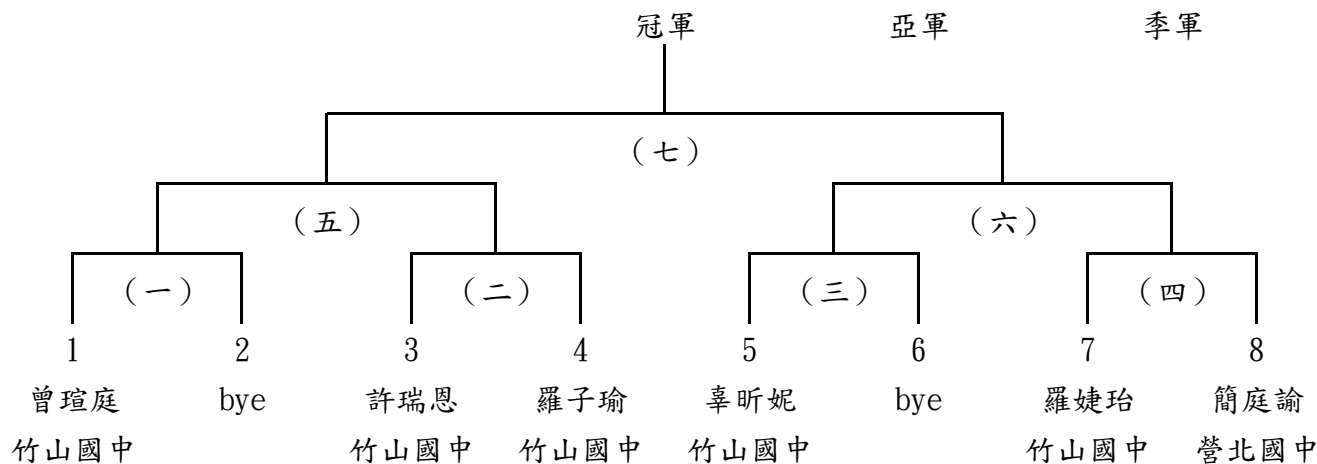 冠軍 亞軍 季軍
(七)
(五) (六)
(一) (二) (三) (四)
1 2 3 4 5 6 7 8
曾瑄庭 bye 許瑞恩 羅子瑜 辜昕妮 bye 羅婕珆 簡庭諭
竹山國中 竹山國中 竹山國中 竹山國中 竹山國中 營北國中